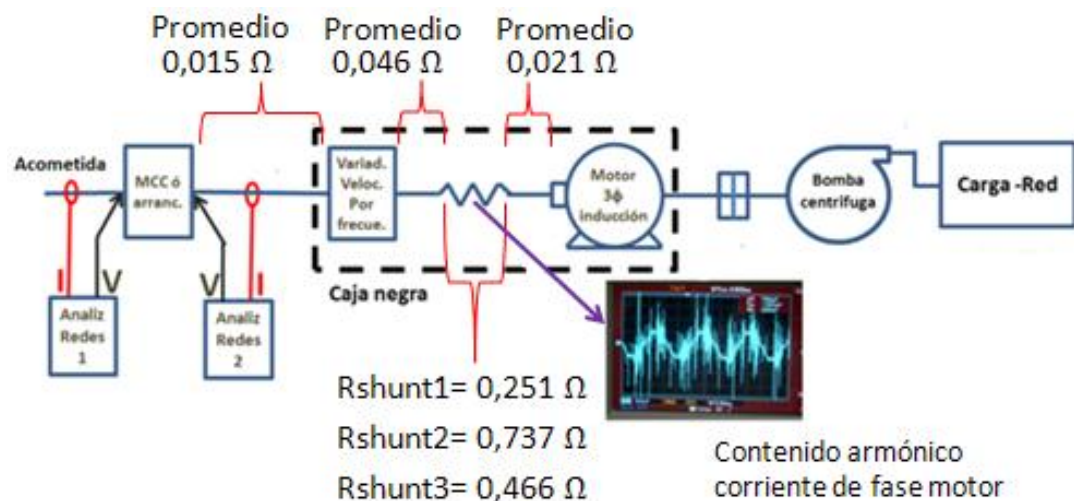 Promedio
0,015 Ω
Promedio
0,046 Ω
Promedio
0,021 Ω
Acometida
MCC ó
arranc.
Variad.
Veloc.
Por
frecue.
Motor
3ϕ
inducción
Bomba
centrifuga
Carga -Red
I
V
V
I
Caja negra
Analiz
Redes
1
Analiz
Redes
2
Rshunt1= 0,251 Ω
Rshunt2= 0,737 Ω
Rshunt3= 0,466 Ω
Contenido armónico
corriente de fase motor